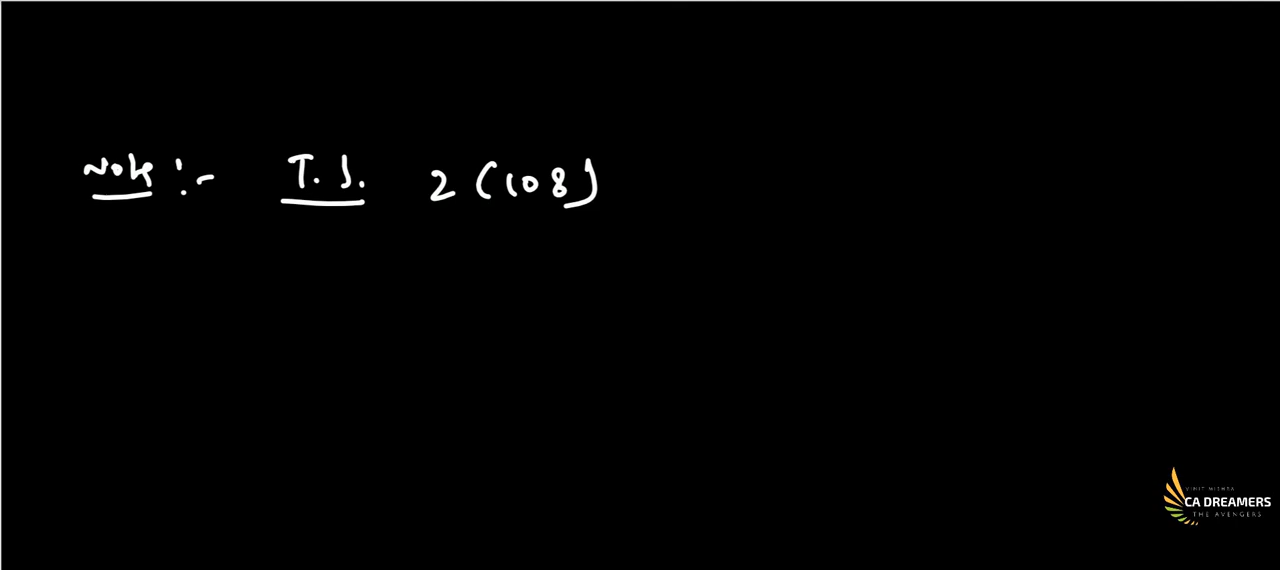 Note :- T.S. 2 (108)
VINIT MISHRA
CA DREAMERS
THE AVENGERS